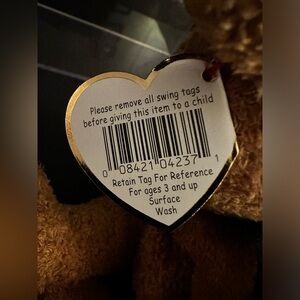 Please remove all swing tags
before giving this item to a child
0 08421 04237 1
Retain Tag For Reference
For ages 3 and up
Surface
Wash